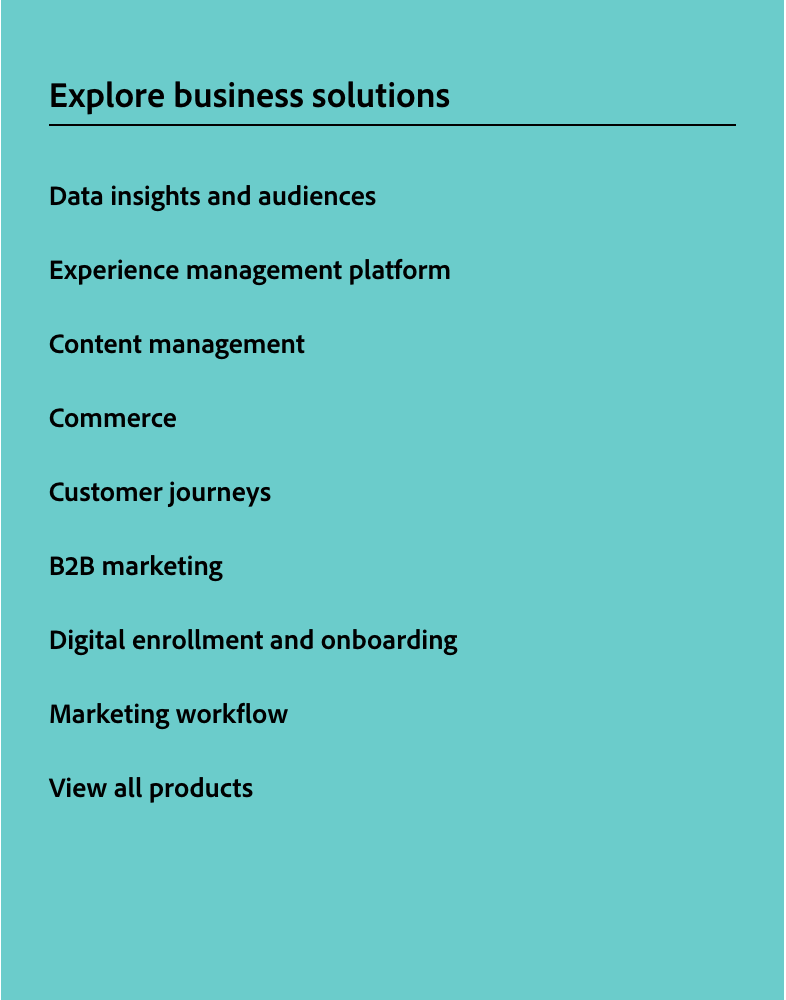 Explore business solutions
Data insights and audiences
Experience management platform
Content management
Commerce
Customer journeys
B2B marketing
Digital enrollment and onboarding
Marketing workflow
View all products